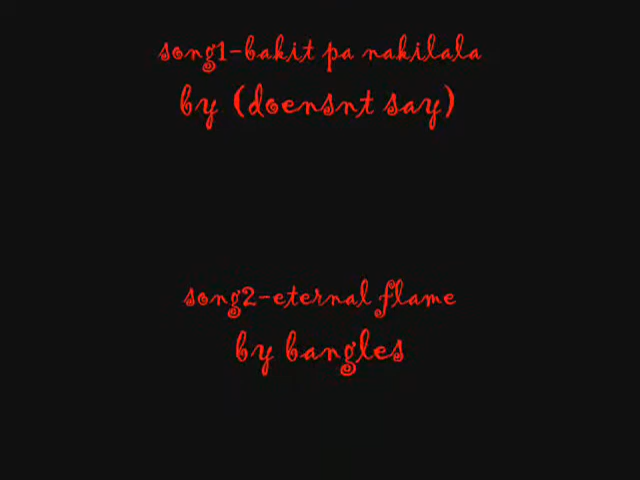 song1-bakit pa nakilala
by (doensnt say)
song2-eternal flame
by bangles